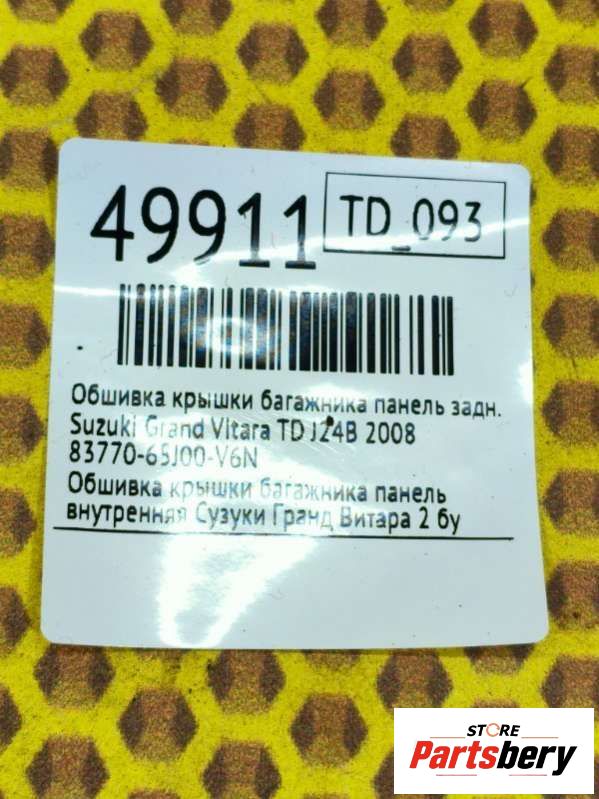 49911 TD_093
Обшивка крышки багажника панель задн.
Suzuki Grand Vitara TD J24B 2008
83770-65J00-V6N
Обшивка крышки багажника панель
внутренняя Сузуки Гранд Витара 2 бу
STORE
Partsbery